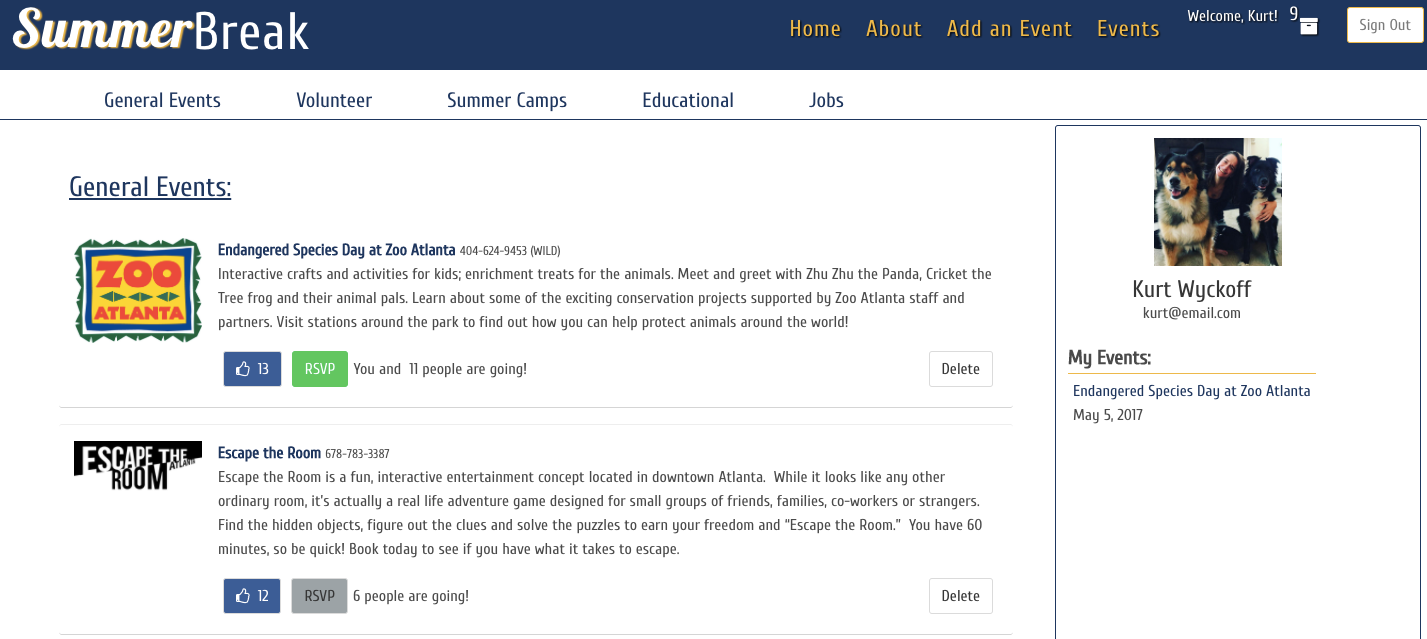 SummerBreak
Home About Add an Event Events
Welcome, Kurt! 9
Sign Out
General Events Volunteer Summer Camps Educational Jobs
General Events:
ZOO
ATLANTA
Endangered Species Day at Zoo Atlanta 404-624-9453 (WILD)
Interactive crafts and activities for kids; enrichment treats for the animals. Meet and greet with Zhu Zhu the Panda, Cricket the
Tree frog and their animal pals. Learn about some of the exciting conservation projects supported by Zoo Atlanta staff and
partners. Visit stations around the park to find out how you can help protect animals around the world!
13 RSVP You and 11 people are going! Delete
ESCAPE THE
ROOM ATLANTA
Escape the Room 678-783-3387
Escape the Room is a fun, interactive entertainment concept located in downtown Atlanta. While it looks like any other
ordinary room, it's actually a real life adventure game designed for small groups of friends, families, co-workers or strangers.
Find the hidden objects, figure out the clues and solve the puzzles to earn your freedom and “Escape the Room.” You have 60
minutes, so be quick! Book today to see if you have what it takes to escape.
12 RSVP 6 people are going! Delete
Kurt Wyckoff
kurt@email.com
My Events:
Endangered Species Day at Zoo Atlanta
May 5, 2017